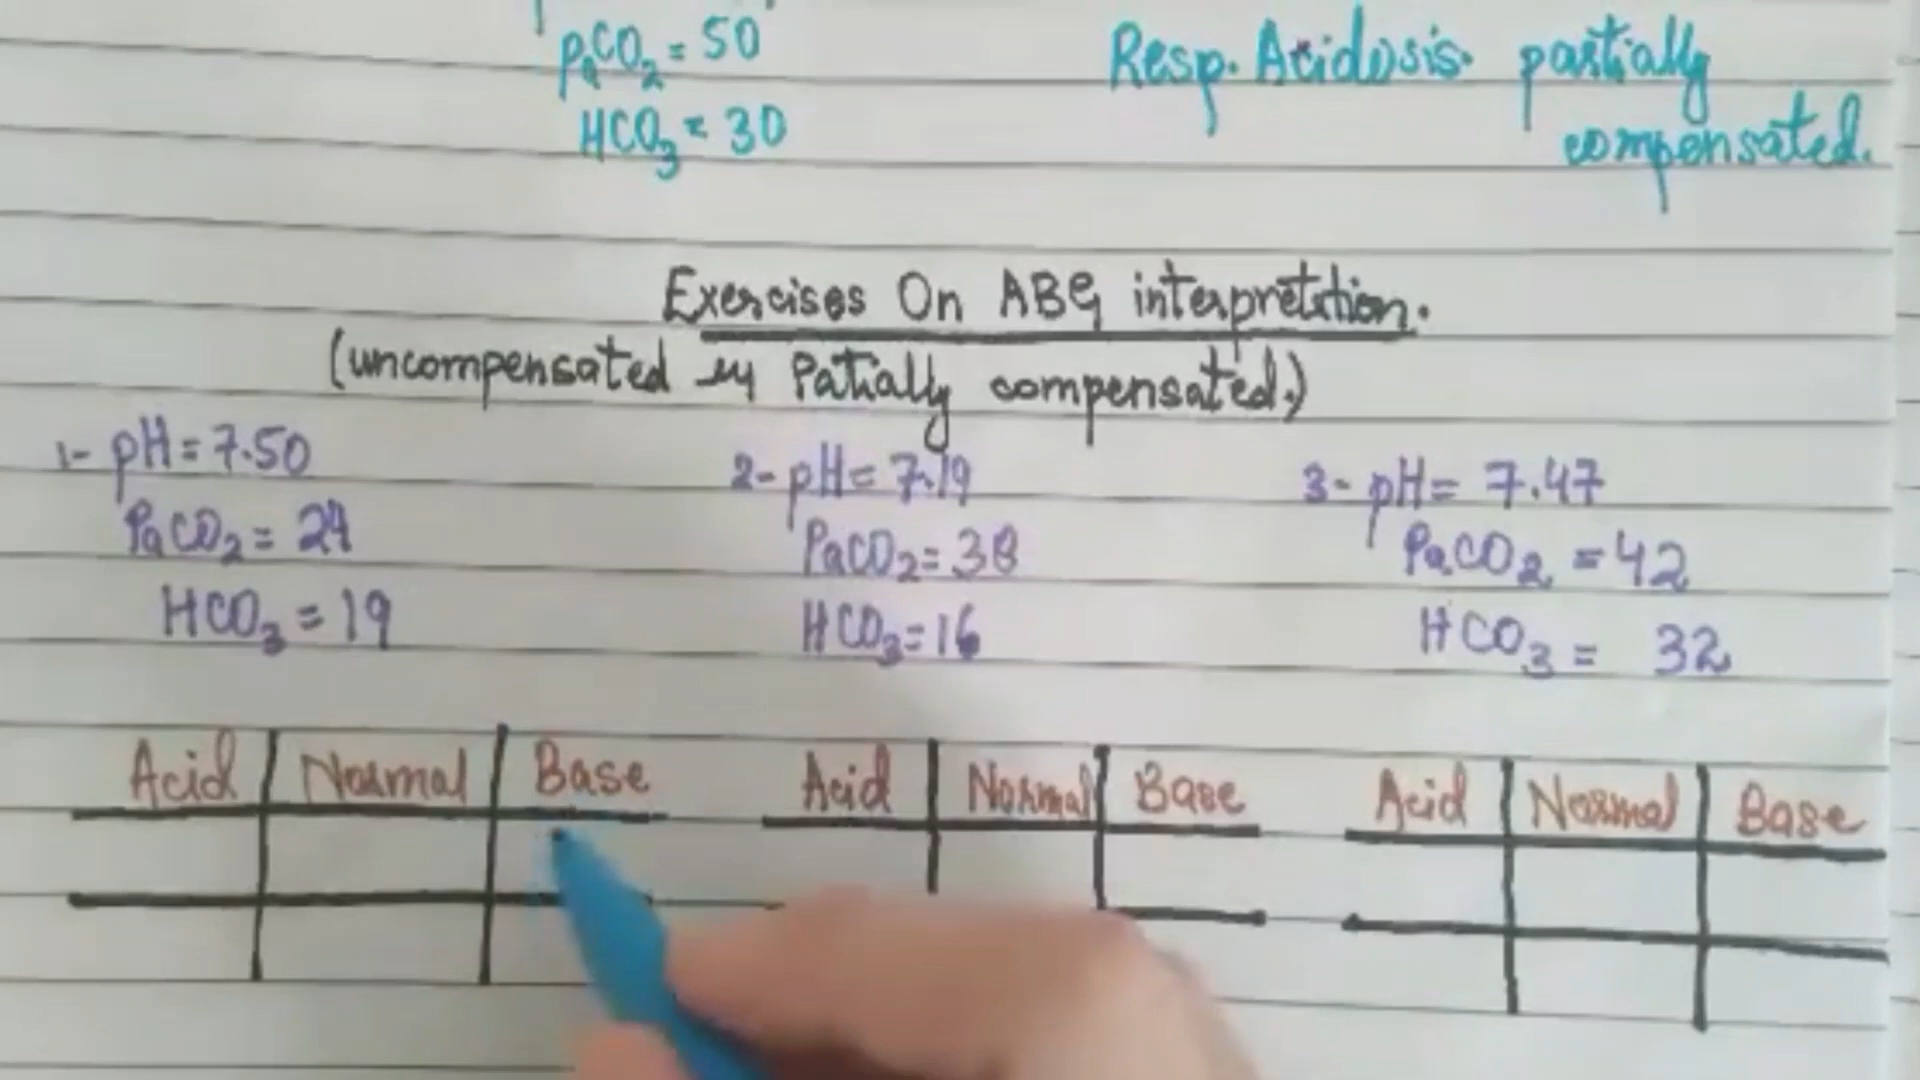 PaCO2 = 50
HCO3 = 30
Resp. Acidosis. partially
compensated.
Exercises On ABG interpretation.
(uncompensated Patially compensated.)
1- pH = 7.50
PaCO2 = 24
HCO3 = 19
2- pH = 7.19
PaCO2 = 38
HCO3 = 16
3- pH = 7.47
PaCO2 = 42
HCO3 = 32
Acid Normal Base
Acid Normal Base
Acid Normal Base